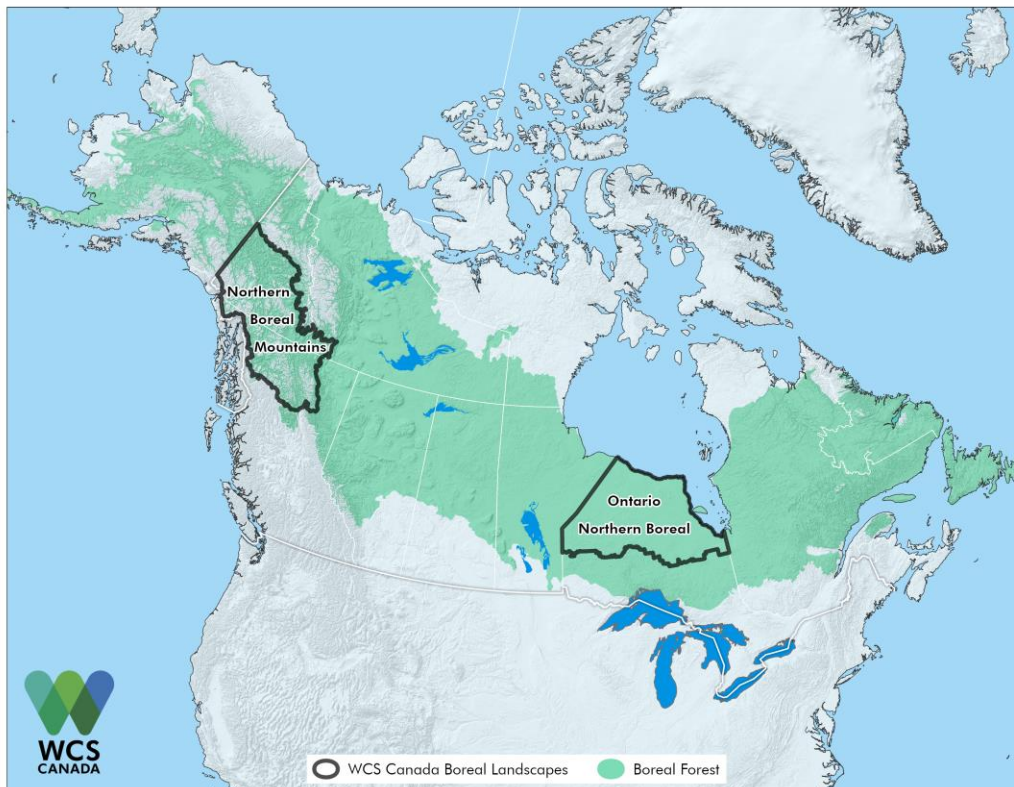 Northern
Boreal
Mountains
Ontario
Northern Boreal
WCS
CANADA
WCS Canada Boreal Landscapes
Boreal Forest